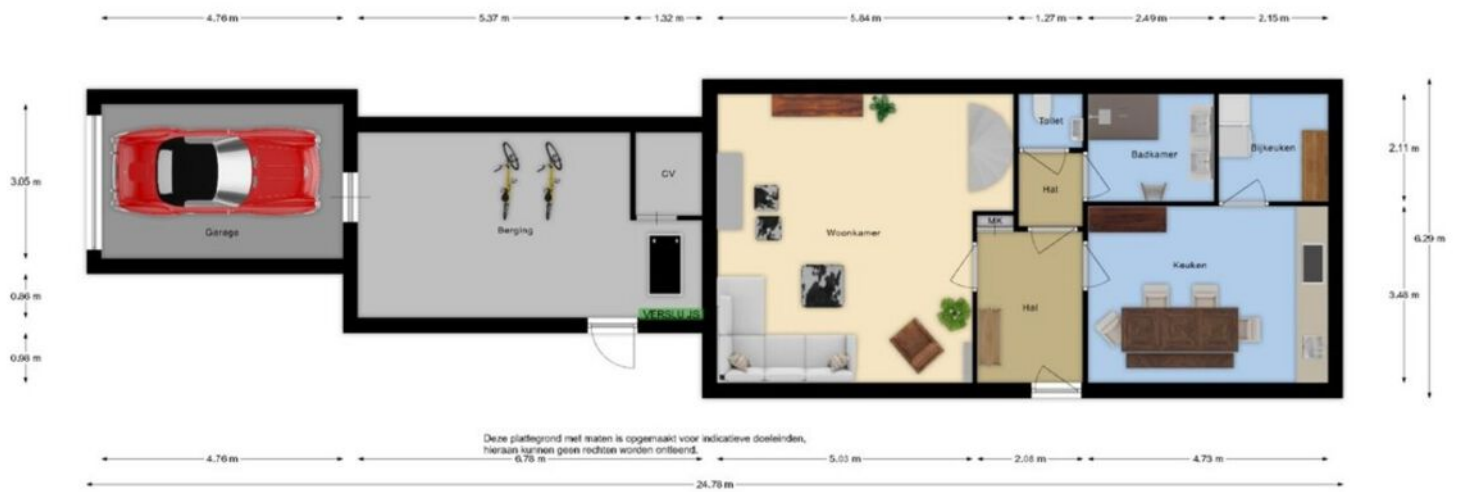 4.76 m
5.37 m
1.32 m
5.84 m
1.27 m
2.49 m
2.15 m
3.05 m
0.86 m
0.98 m
2.11 m
3.48 m
6.29 m
Garage
Berging
CV
VERSLUIS
Woonkamer
Toilet
Badkamer
Bijkeuken
Hal
MK
Keuken
Hal
Deze plattegrond met maten is opgemaakt voor indicatieve doeleinden,
hieraan kunnen geen rechten worden ontleend.
4.76 m
6.78 m
5.03 m
2.08 m
4.73 m
24.78 m